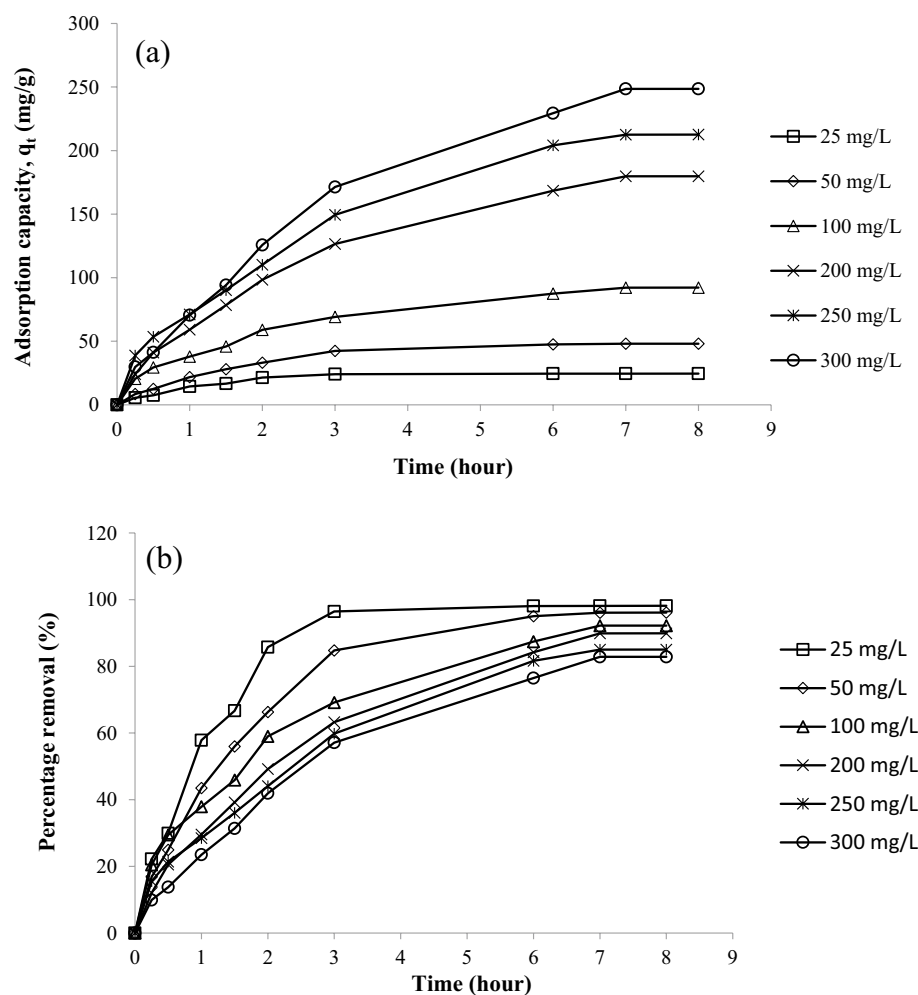 (a)
Adsorption capacity, qt (mg/g)
300
250
200
150
100
50
0
0 1 2 3 4 5 6 7 8 9
Time (hour)
25 mg/L
50 mg/L
100 mg/L
200 mg/L
250 mg/L
300 mg/L
(b)
Percentage removal (%)
120
100
80
60
40
20
0
0 1 2 3 4 5 6 7 8 9
Time (hour)
25 mg/L
50 mg/L
100 mg/L
200 mg/L
250 mg/L
300 mg/L